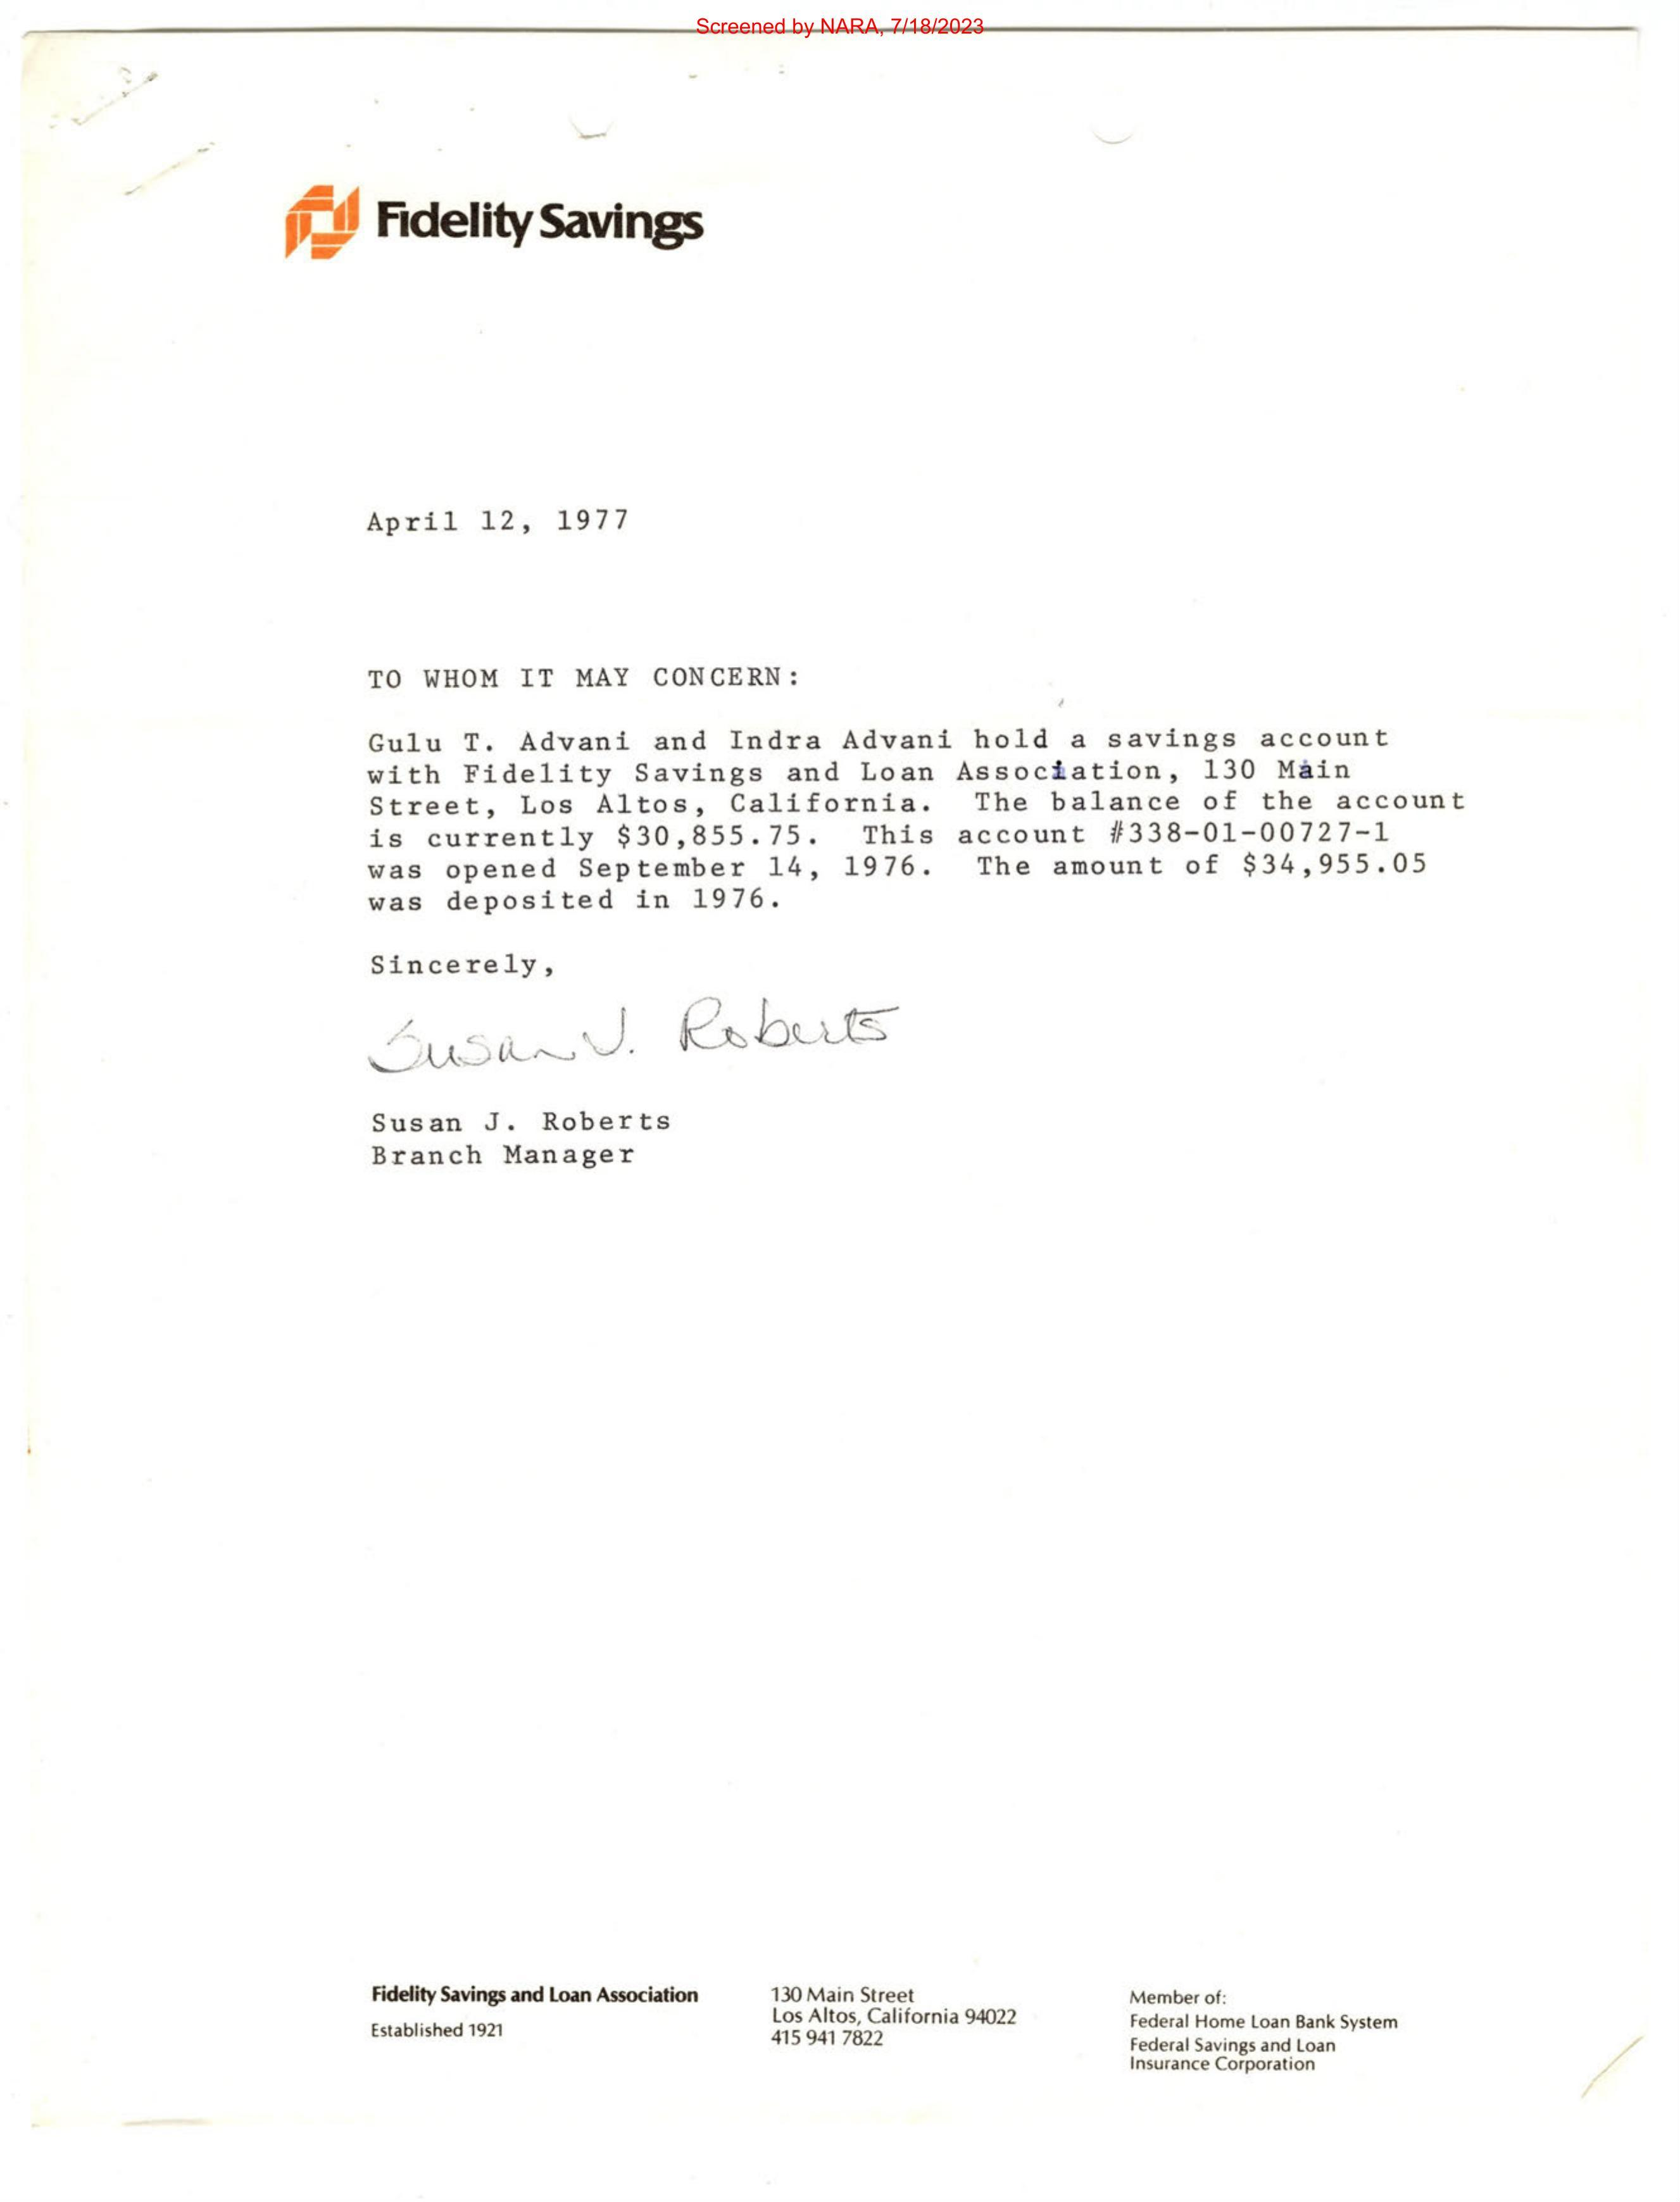 Screened by NARA, 7/18/2023
Fidelity Savings
April 12, 1977
TO WHOM IT MAY CONCERN:
Gulu T. Advani and Indra Advani hold a savings account
with Fidelity Savings and Loan Association, 130 Main
Street, Los Altos, California.  The balance of the account
is currently $30,855.75.  This account #338-01-00727-1
was opened September 14, 1976.  The amount of $34,955.05
was deposited in 1976.
Sincerely,
Susan J. Roberts
Susan J. Roberts
Branch Manager
Fidelity Savings and Loan Association
Established 1921
130 Main Street
Los Altos, California 94022
415 941 7822
Member of:
Federal Home Loan Bank System
Federal Savings and Loan
Insurance Corporation